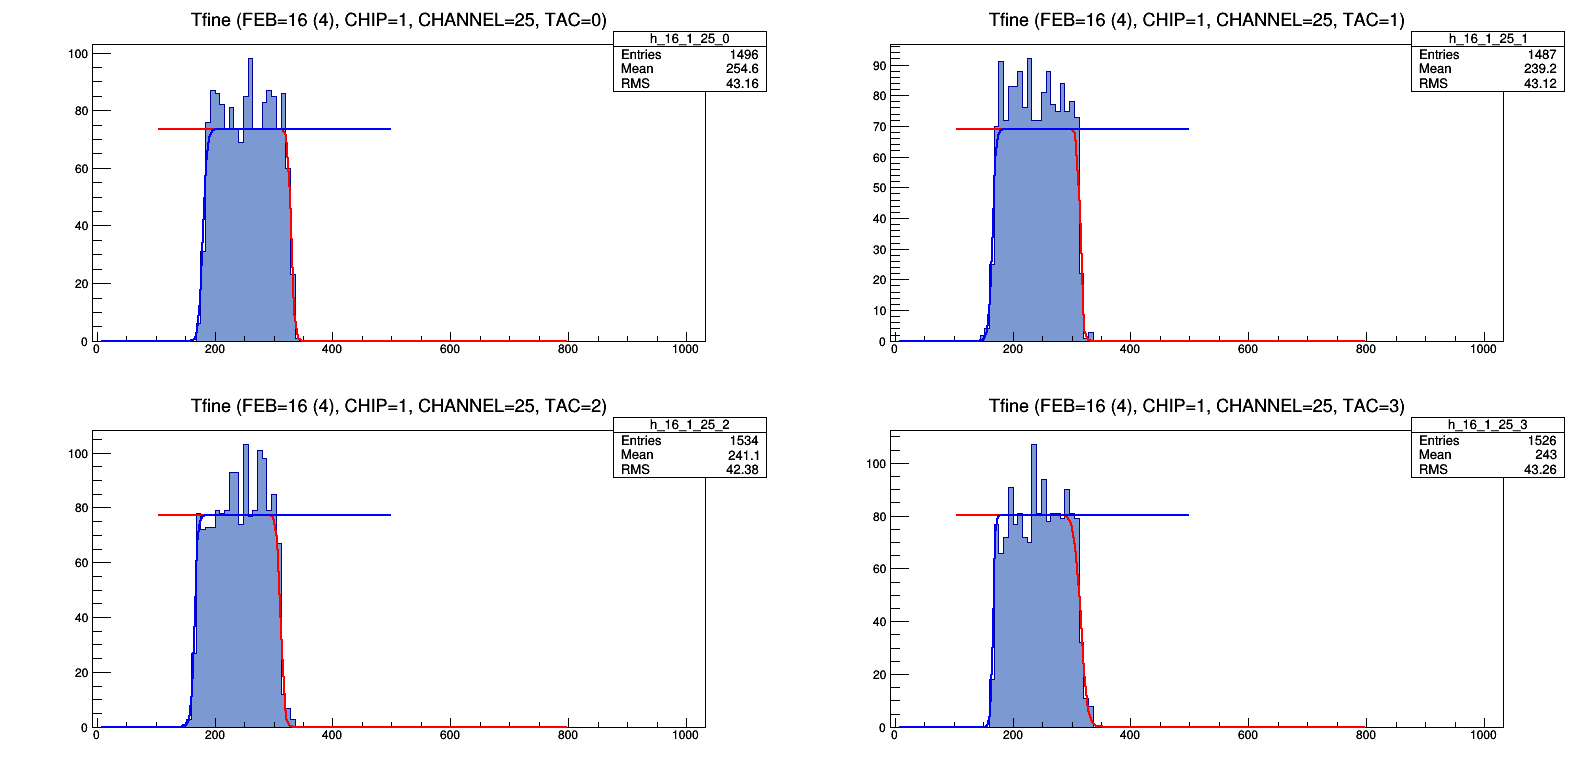 Tfine (FEB=16 (4), CHIP=1, CHANNEL=25, TAC=0)
h_16_1_25_0
Entries 1496
Mean 254.6
RMS 43.16
100
80
60
40
20
0
0 200 400 600 800 1000
Tfine (FEB=16 (4), CHIP=1, CHANNEL=25, TAC=1)
h_16_1_25_1
Entries 1487
Mean 239.2
RMS 43.12
90
80
70
60
50
40
30
20
10
0
0 200 400 600 800 1000
Tfine (FEB=16 (4), CHIP=1, CHANNEL=25, TAC=2)
h_16_1_25_2
Entries 1534
Mean 241.1
RMS 42.38
100
80
60
40
20
0
0 200 400 600 800 1000
Tfine (FEB=16 (4), CHIP=1, CHANNEL=25, TAC=3)
h_16_1_25_3
Entries 1526
Mean 243
RMS 43.26
100
80
60
40
20
0
0 200 400 600 800 1000